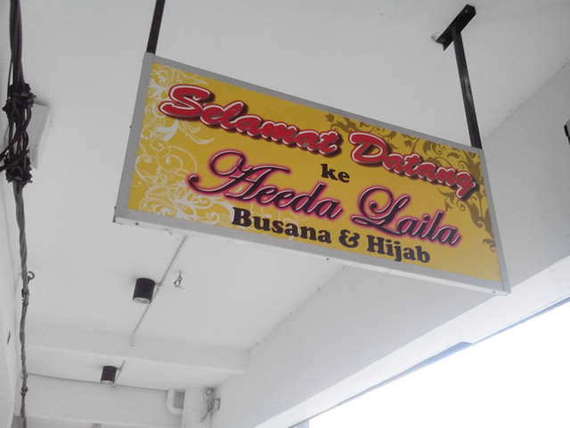 Selamat Datang
ke
Aeeda Laila
Busana & Hijab